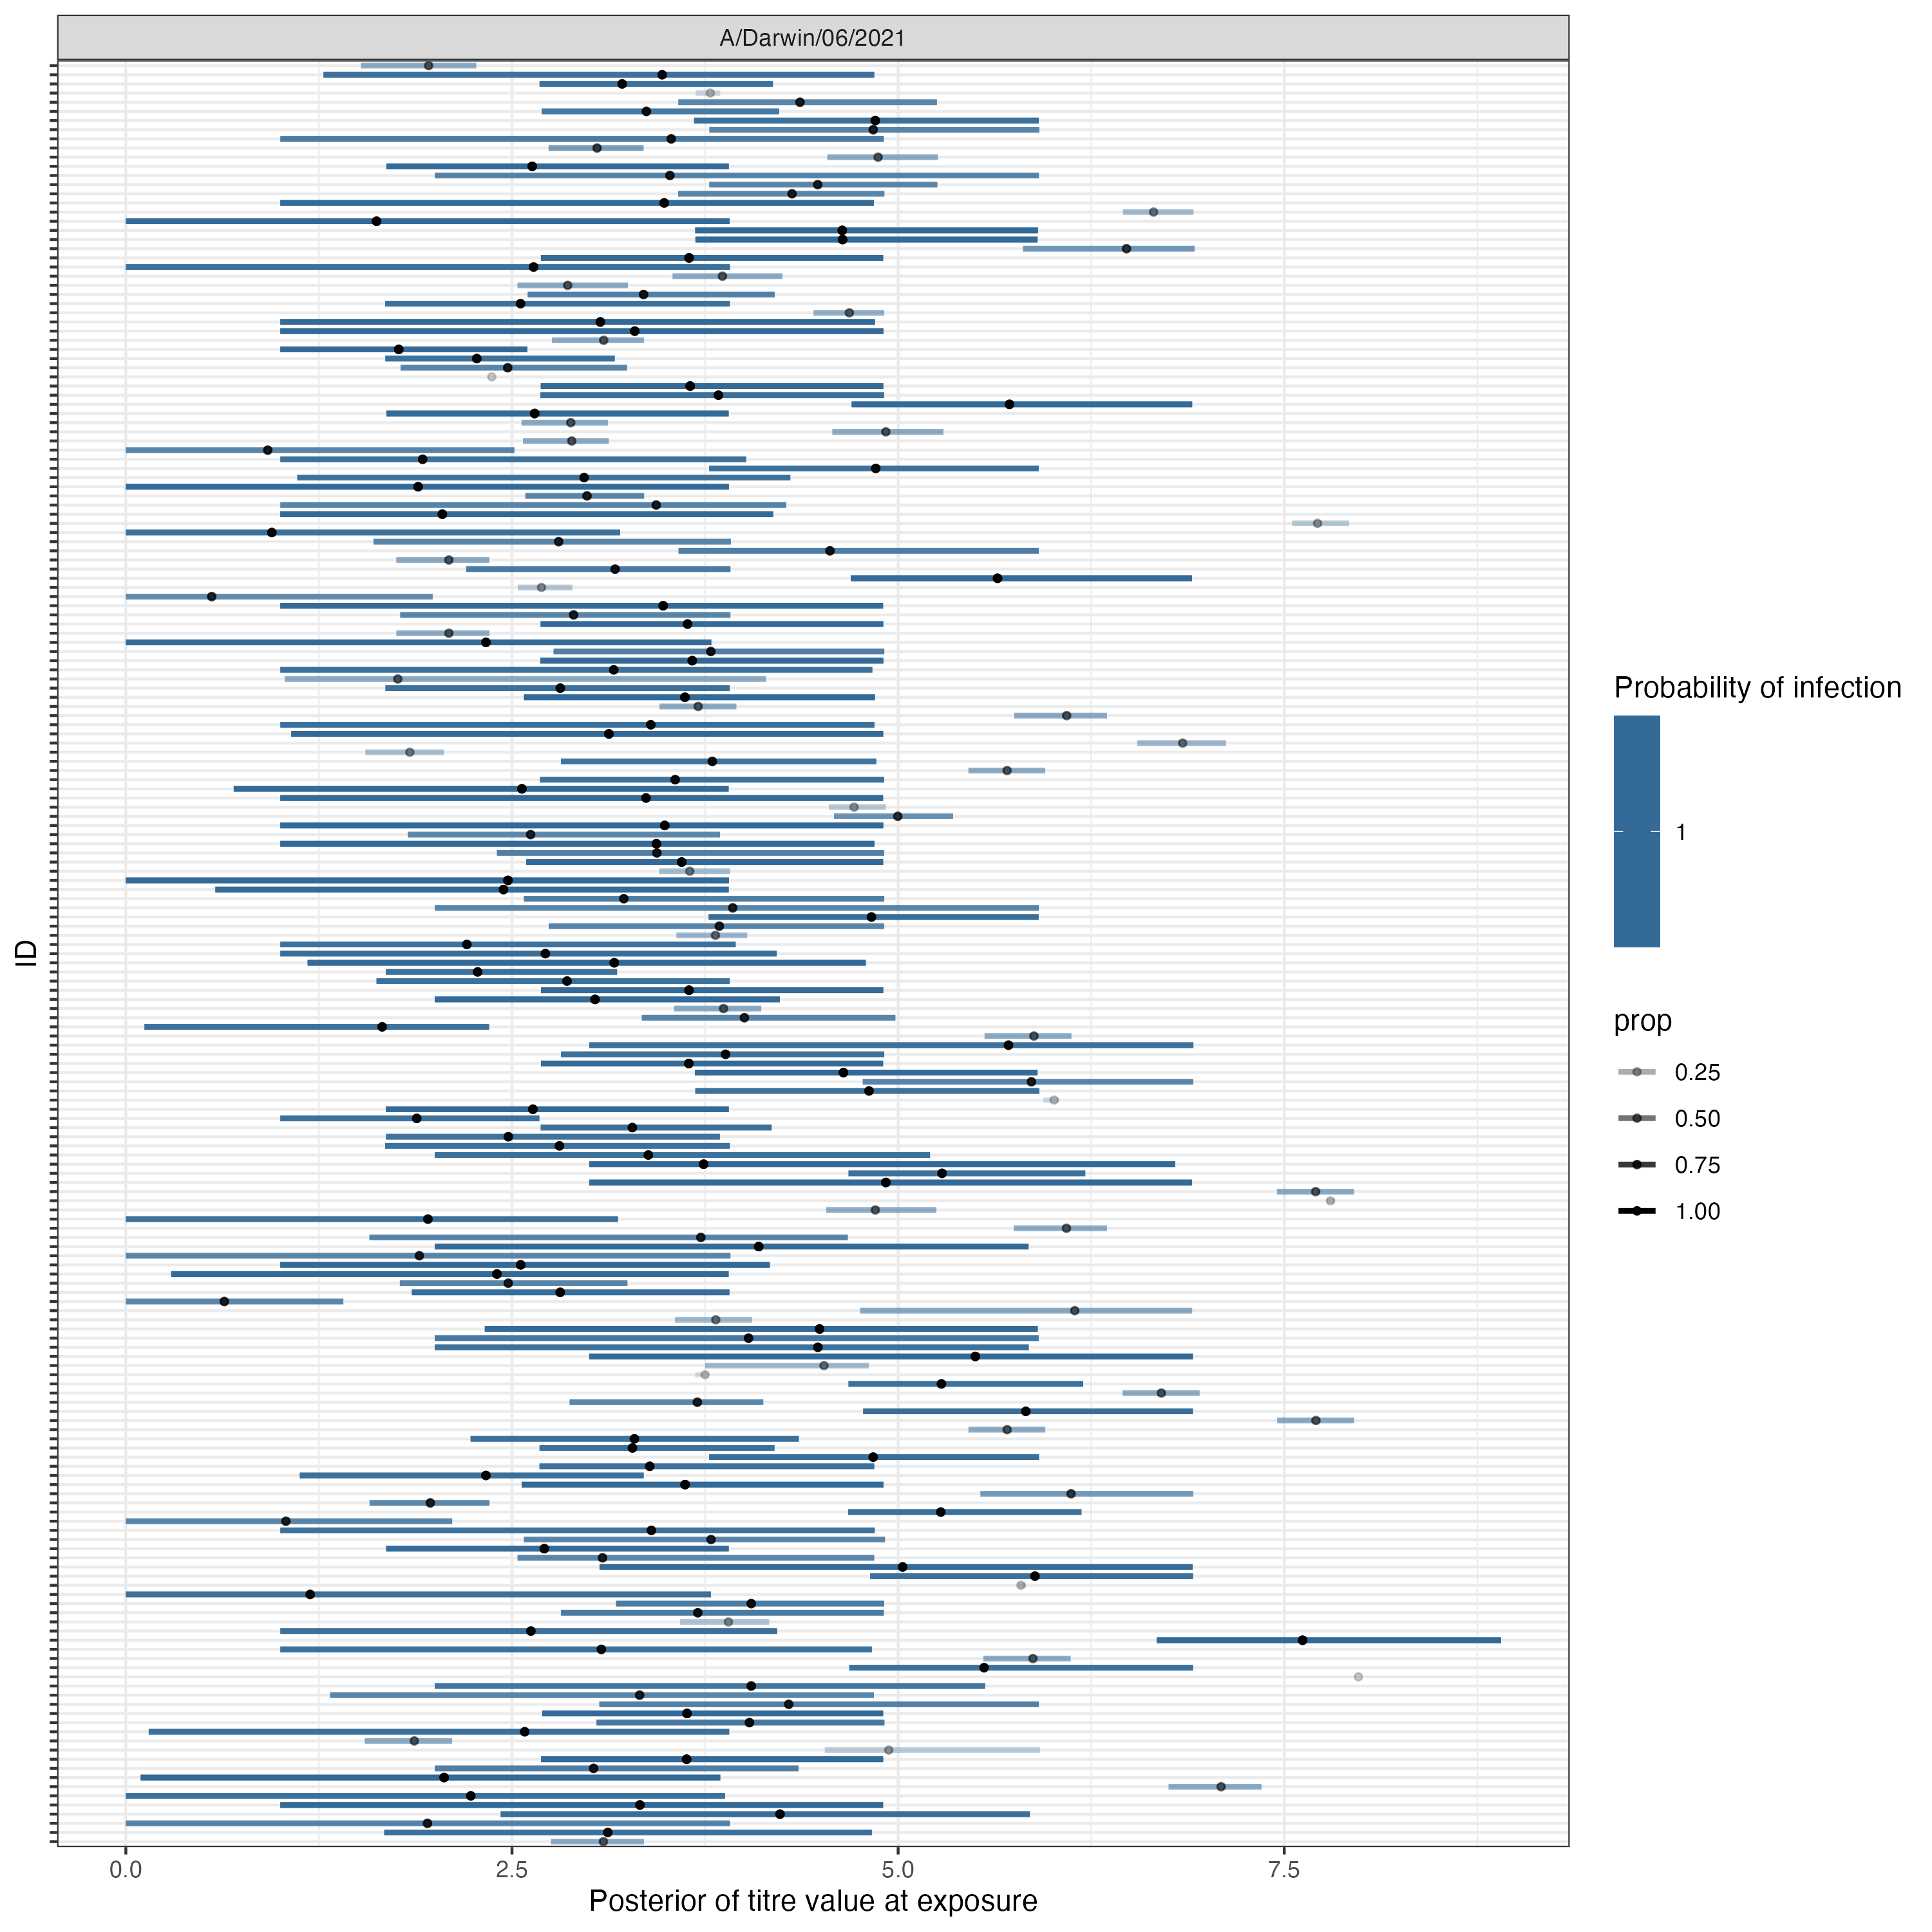 A/Darwin/06/2021
ID
0.0
2.5
5.0
7.5
Posterior of titre value at exposure
Probability of infection
1
prop
0.25
0.50
0.75
1.00